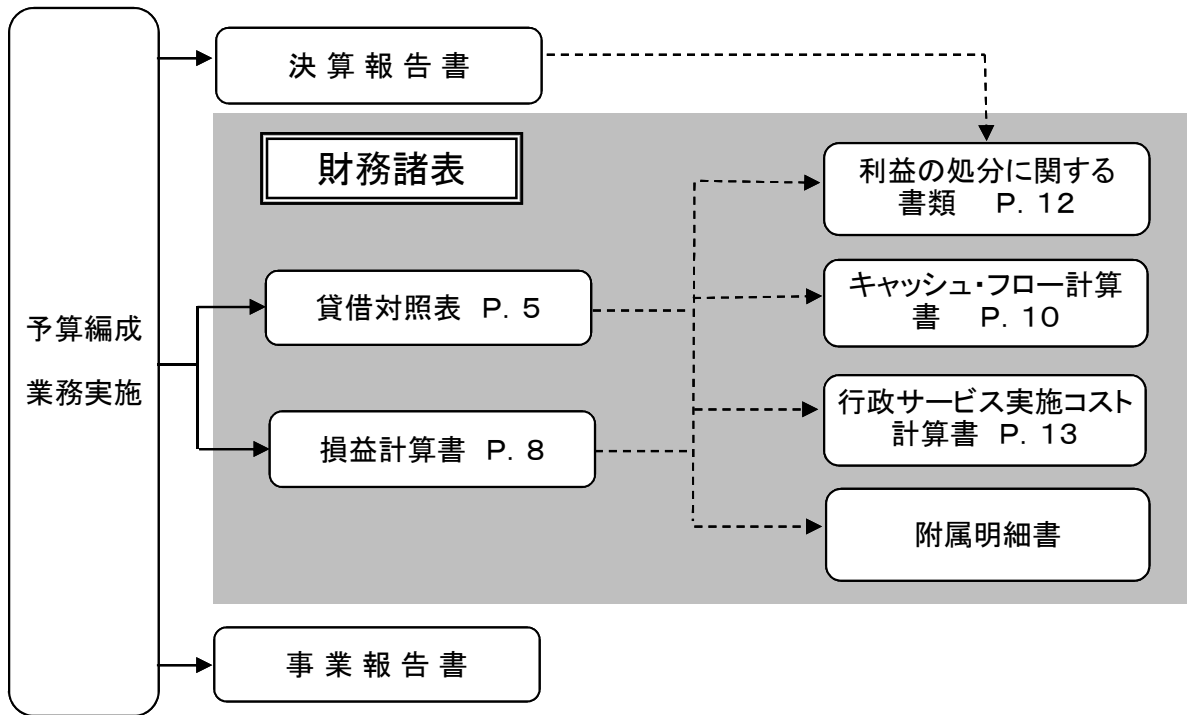 予算編成
業務実施
決 算 報 告 書
財務諸表
貸借対照表 P. 5
損益計算書 P. 8
利益の処分に関する
書類 P. 12
キャッシュ・フロー計算
書 P. 10
行政サービス実施コスト
計算書 P. 13
附属明細書
事 業 報 告 書